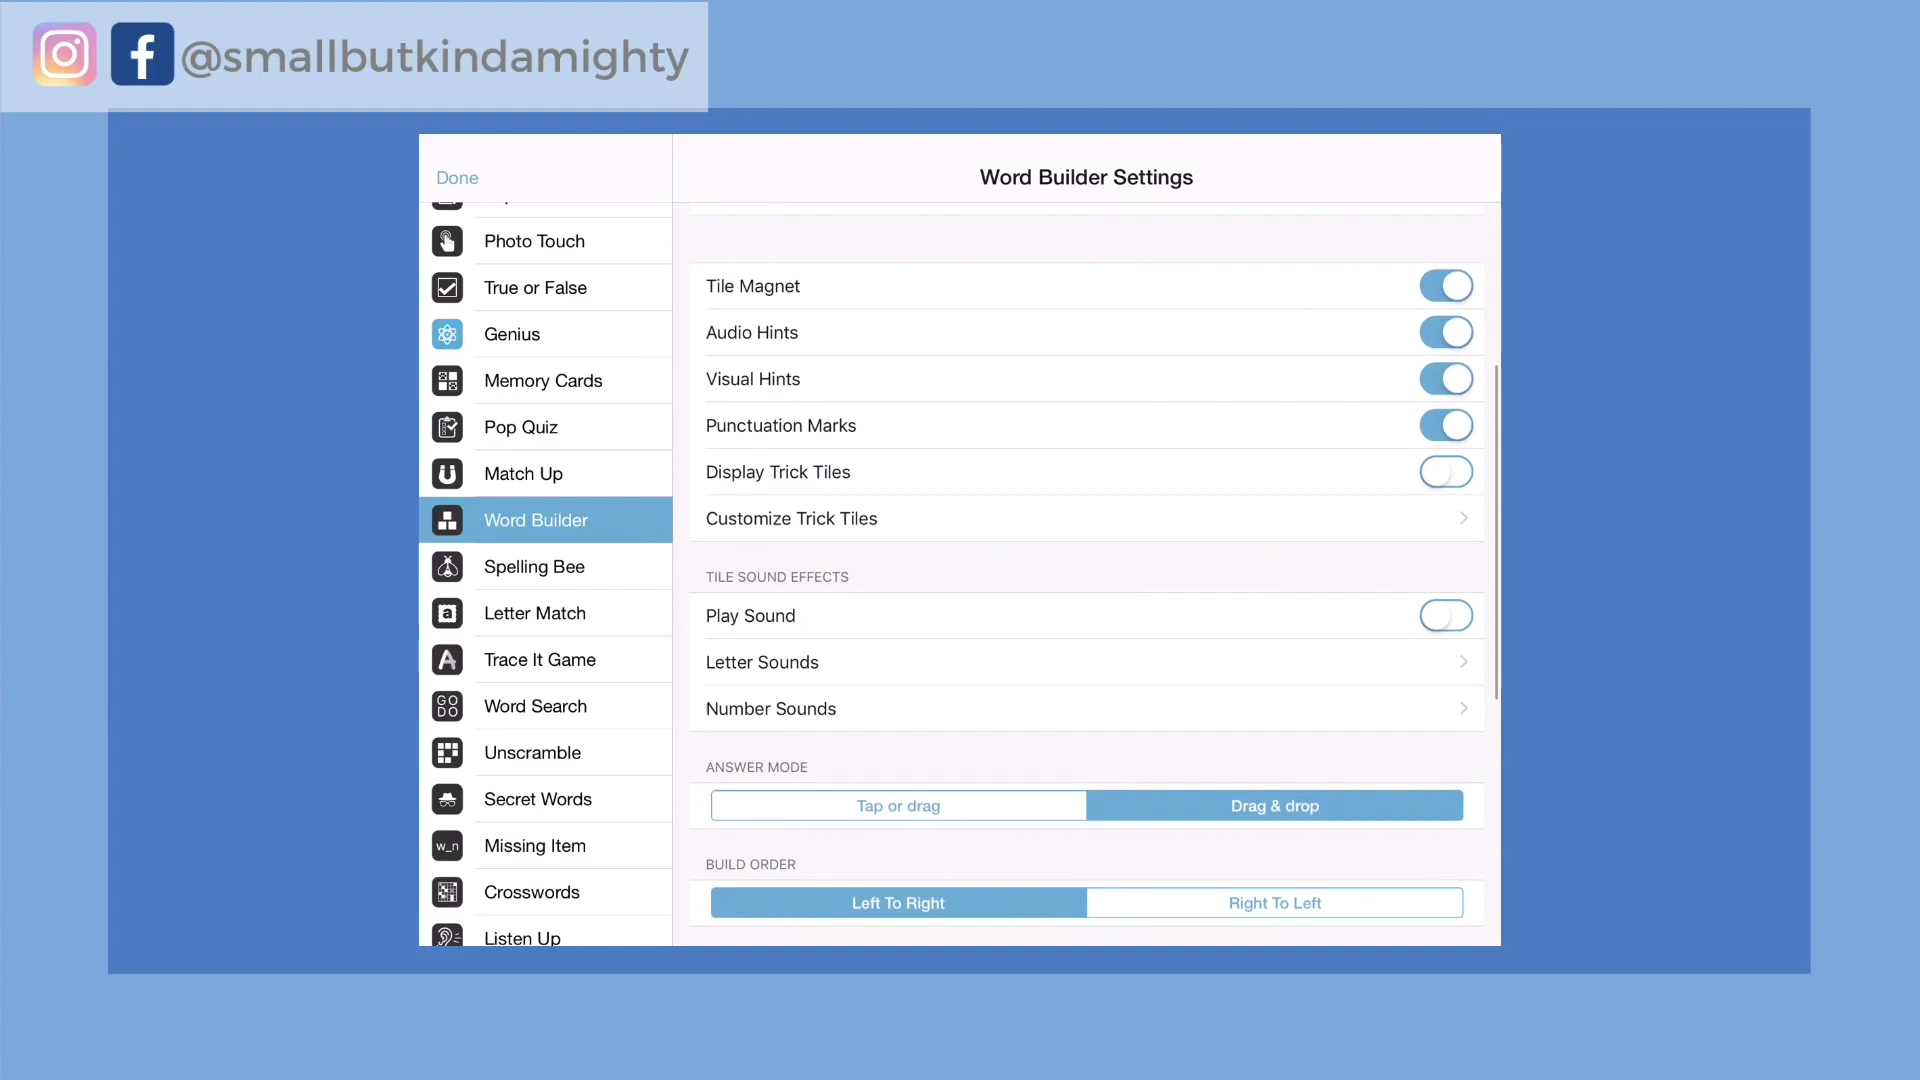 @smallbutkindamighty
Done
Word Builder Settings
Photo Touch
True or False
Genius
Memory Cards
Pop Quiz
Match Up
Word Builder
Spelling Bee
a
Letter Match
A
Trace It Game
GO
DO
Word Search
Unscramble
Secret Words
w_n
Missing Item
Crosswords
Listen Up
Tile Magnet
Audio Hints
Visual Hints
Punctuation Marks
Display Trick Tiles
Customize Trick Tiles
TILE SOUND EFFECTS
Play Sound
Letter Sounds
Number Sounds
ANSWER MODE
Tap or drag
Drag & drop
BUILD ORDER
Left To Right
Right To Left